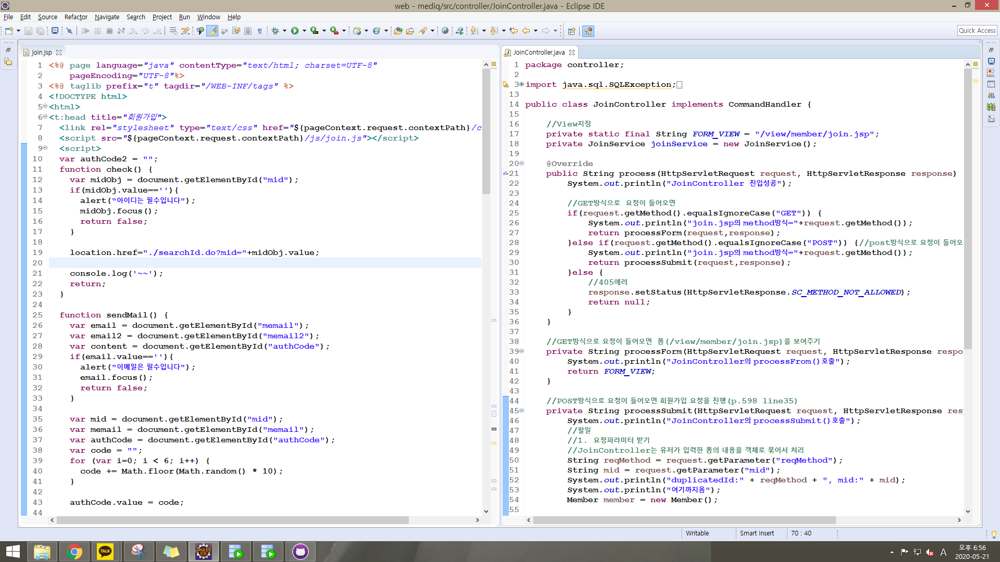 web - mediq/src/controller/JoinController.java - Eclipse IDE
File Edit Source Refactor Navigate Search Project Run Window Help
Quick Access
join.jsp
1 <%@ page language="java" contentType="text/html; charset=UTF-8"
2 pageEncoding="UTF-8"%>
3 <%@ taglib prefix="t" tagdir="/WEB-INF/tags" %>
4 <!DOCTYPE html>
5 <html>
6 <t:head title="회원가입">
7 <link rel="stylesheet" type="text/css" href="${pageContext.request.contextPath}/c
8 <script src="${pageContext.request.contextPath}/js/join.js"></script>
9 <script>
10 var authCode2 = "";
11 function check() {
12 var midObj = document.getElementById("mid");
13 if(midObj.value==''){
14 alert("아이디는 필수입니다");
15 midObj.focus();
16 return false;
17 }
18
19 location.href="./searchId.do?mid="+midObj.value;
20
21 console.log('~~');
22 return;
23 }
24
25 function sendMail() {
26 var email = document.getElementById("memail");
27 var email2 = document.getElementById("memail2");
28 var content = document.getElementById("authCode");
29 if(email.value==''){
30 alert("이메일은 필수입니다");
31 email.focus();
32 return false;
33 }
34
35 var mid = document.getElementById("mid");
36 var memail = document.getElementById("memail");
37 var authCode = document.getElementById("authCode");
38 var code = "";
39 for (var i=0; i < 6; i++) {
40 code += Math.floor(Math.random() * 10);
41 }
42
43 authCode.value = code;
44
JoinController.java
1 package controller;
2
3 import java.sql.SQLException;
13
14 public class JoinController implements CommandHandler {
15
16 //View지정
17 private static final String FORM_VIEW = "/view/member/join.jsp";
18 private JoinService joinService = new JoinService();
19
20 @Override
21 public String process(HttpServletRequest request, HttpServletResponse response)
22 System.out.println("JoinController 진입성공");
23
24 //GET방식으로 요청이 들어오면
25 if(request.getMethod().equalsIgnoreCase("GET")) {
26 System.out.println("join.jsp의 method방식="+request.getMethod());
27 return processForm(request,response);
28 }else if(request.getMethod().equalsIgnoreCase("POST")) {//post방식으로 요청이 들어오
29 System.out.println("join.jsp의 method방식="+request.getMethod());
30 return processSubmit(request,response);
31 }else {
32 //405에러
33 response.setStatus(HttpServletResponse.SC_METHOD_NOT_ALLOWED);
34 return null;
35 }
36 }
37
38 //GET방식으로 요청이 들어오면 폼(/view/member/join.jsp)을 보여주기
39 private String processForm(HttpServletRequest request, HttpServletResponse respo
40 System.out.println("JoinController의 processFrom()호출");
41 return FORM_VIEW;
42 }
43
44 //POST방식으로 요청이 들어오면 회원가입 요청을 진행(p.598 line35)
45 private String processSubmit(HttpServletRequest request, HttpServletResponse res
46 System.out.println("JoinController의 processSubmit()호출");
47 //할일
48 //1. 요청파라미터 받기
49 //JoinController는 유저가 입력한 폼의 내용을 객체로 묶어서 처리
50 String reqMethod = request.getParameter("reqMethod");
51 String mid = request.getParameter("mid");
52 System.out.println("duplicatedId:" + reqMethod + ", mid:" + mid);
53 System.out.println("여기까지옴");
54 Member member = new Member();
55
Writable Smart Insert 70 : 40
TALK
Java EE IDE
A
오후 6:56
2020-05-21